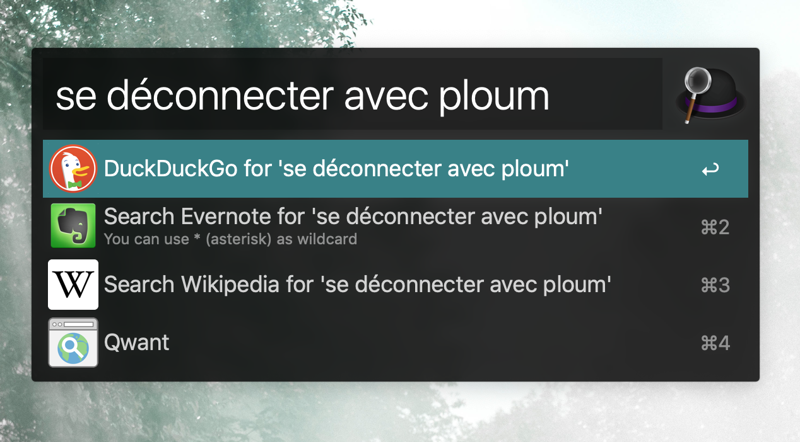 se déconnecter avec ploum
DuckDuckGo for 'se déconnecter avec ploum'
↩
Search Evernote for 'se déconnecter avec ploum'
You can use * (asterisk) as wildcard
⌘2
W
Search Wikipedia for 'se déconnecter avec ploum'
⌘3
Qwant
⌘4